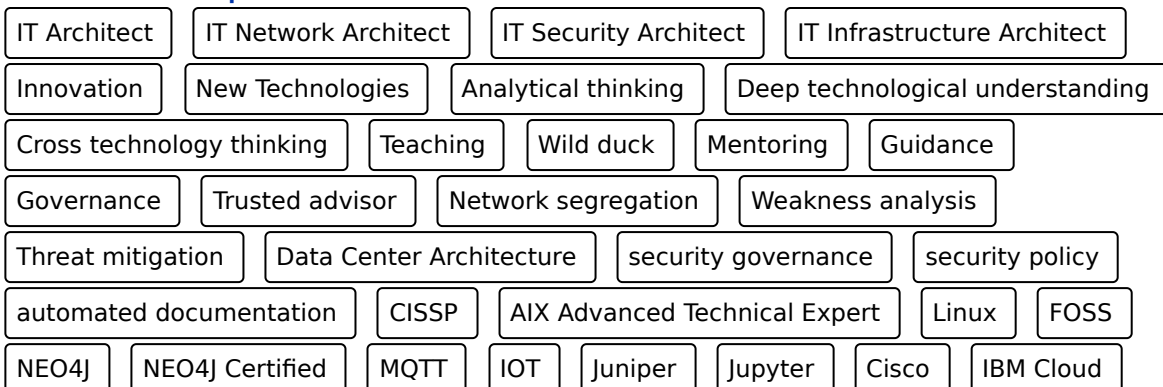 IT Architect IT Network Architect IT Security Architect IT Infrastructure Architect
Innovation New Technologies Analytical thinking Deep technological understanding
Cross technology thinking Teaching Wild duck Mentoring Guidance
Governance Trusted advisor Network segregation Weakness analysis
Threat mitigation Data Center Architecture security governance security policy
automated documentation CISSP AIX Advanced Technical Expert Linux FOSS
NEO4J NEO4J Certified MQTT IOT Juniper Jupyter Cisco IBM Cloud